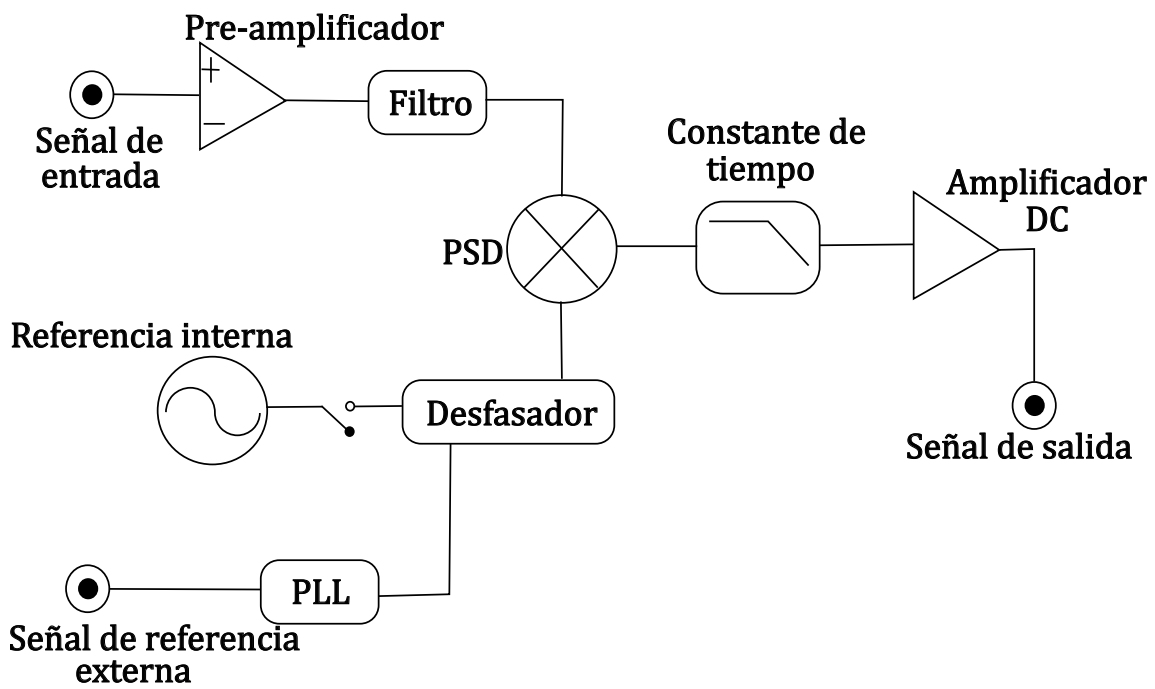 Pre-amplificador
+
−
Filtro
Señal de
entrada
Constante de
tiempo
Amplificador
DC
PSD
Referencia interna
Desfasador
Señal de salida
PLL
Señal de referencia
externa